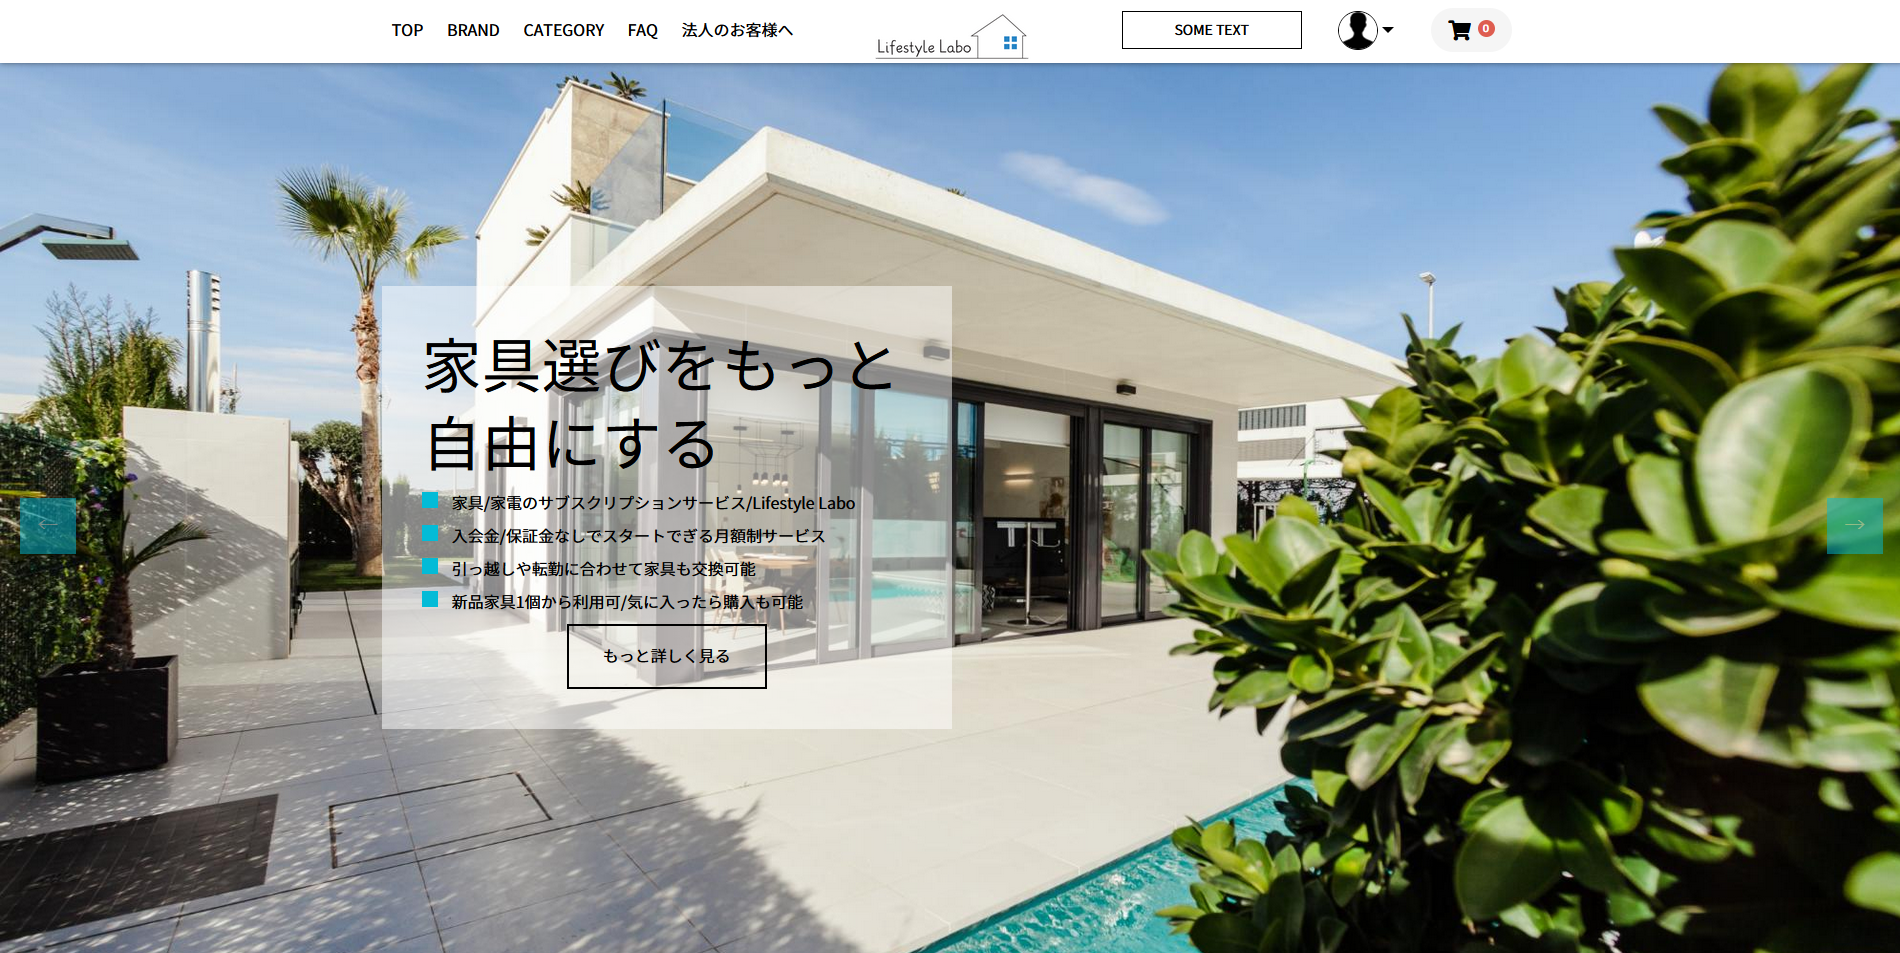 TOP BRAND CATEGORY FAQ 法人のお客様へ Lifestyle Labo SOME TEXT 0
家具選びをもっと
自由にする
家具/家電のサブスクリプションサービス/Lifestyle Labo
入会金/保証金なしでスタートでぎる月額制サービス
引っ越しや転勤に合わせて家具も交換可能
新品家具1個から利用可/気に入ったら購入も可能
もっと詳しく見る